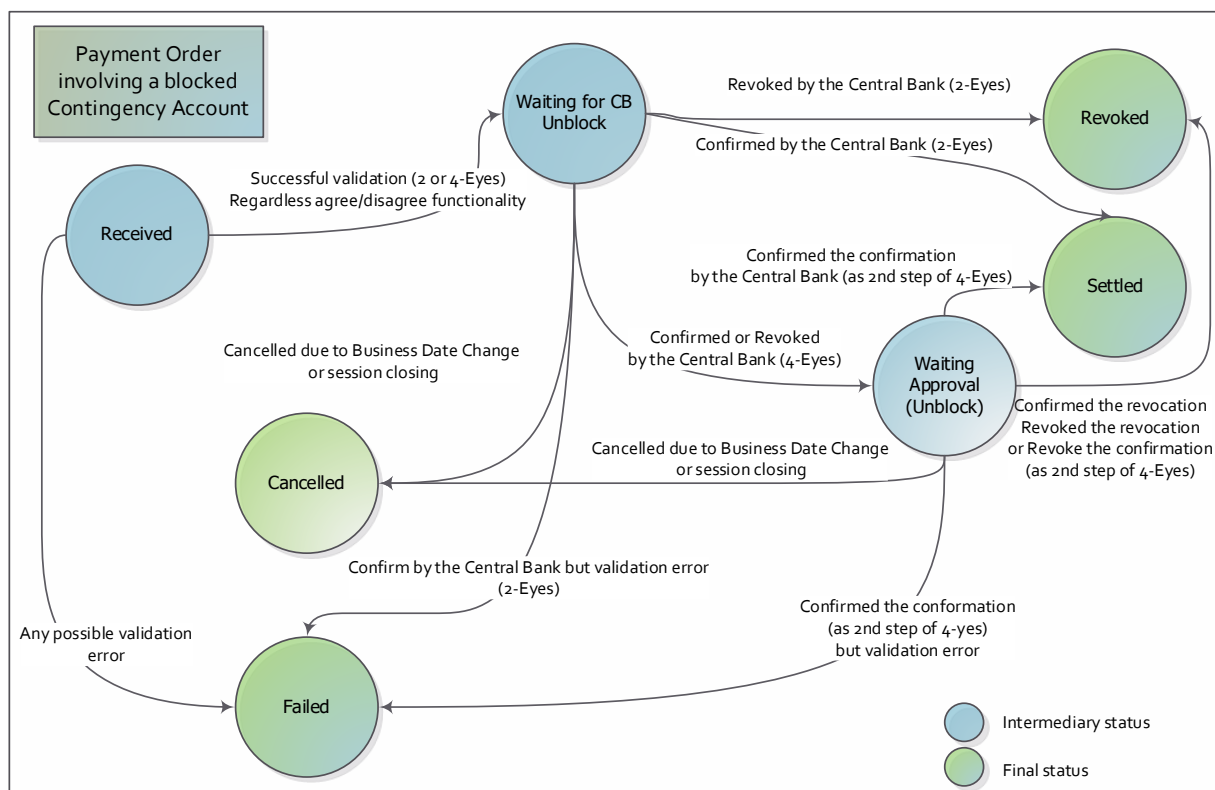 Payment Order
involving a blocked
Contingency Account
Waiting for CB
Unblock
Revoked by the Central Bank (2-Eyes)
Revoked
Confirmed by the Central Bank (2-Eyes)
Successful validation (2 or 4-Eyes)
Regardless agree/disagree functionality
Received
Confirmed the confirmation
by the Central Bank (as 2nd step of 4-Eyes)
Settled
Cancelled due to Business Date Change
or session closing
Confirmed or Revoked
by the Central Bank (4-Eyes)
Waiting
Approval
(Unblock)
Confirmed the revocation
Revoked the revocation
or Revoke the confirmation
(as 2nd step of 4-Eyes)
Cancelled due to Business Date Change
or session closing
Cancelled
Confirm by the Central Bank but validation error
(2-Eyes)
Confirmed the conformation
(as 2nd step of 4-yes)
but validation error
Any possible validation
error
Failed
Intermediary status
Final status